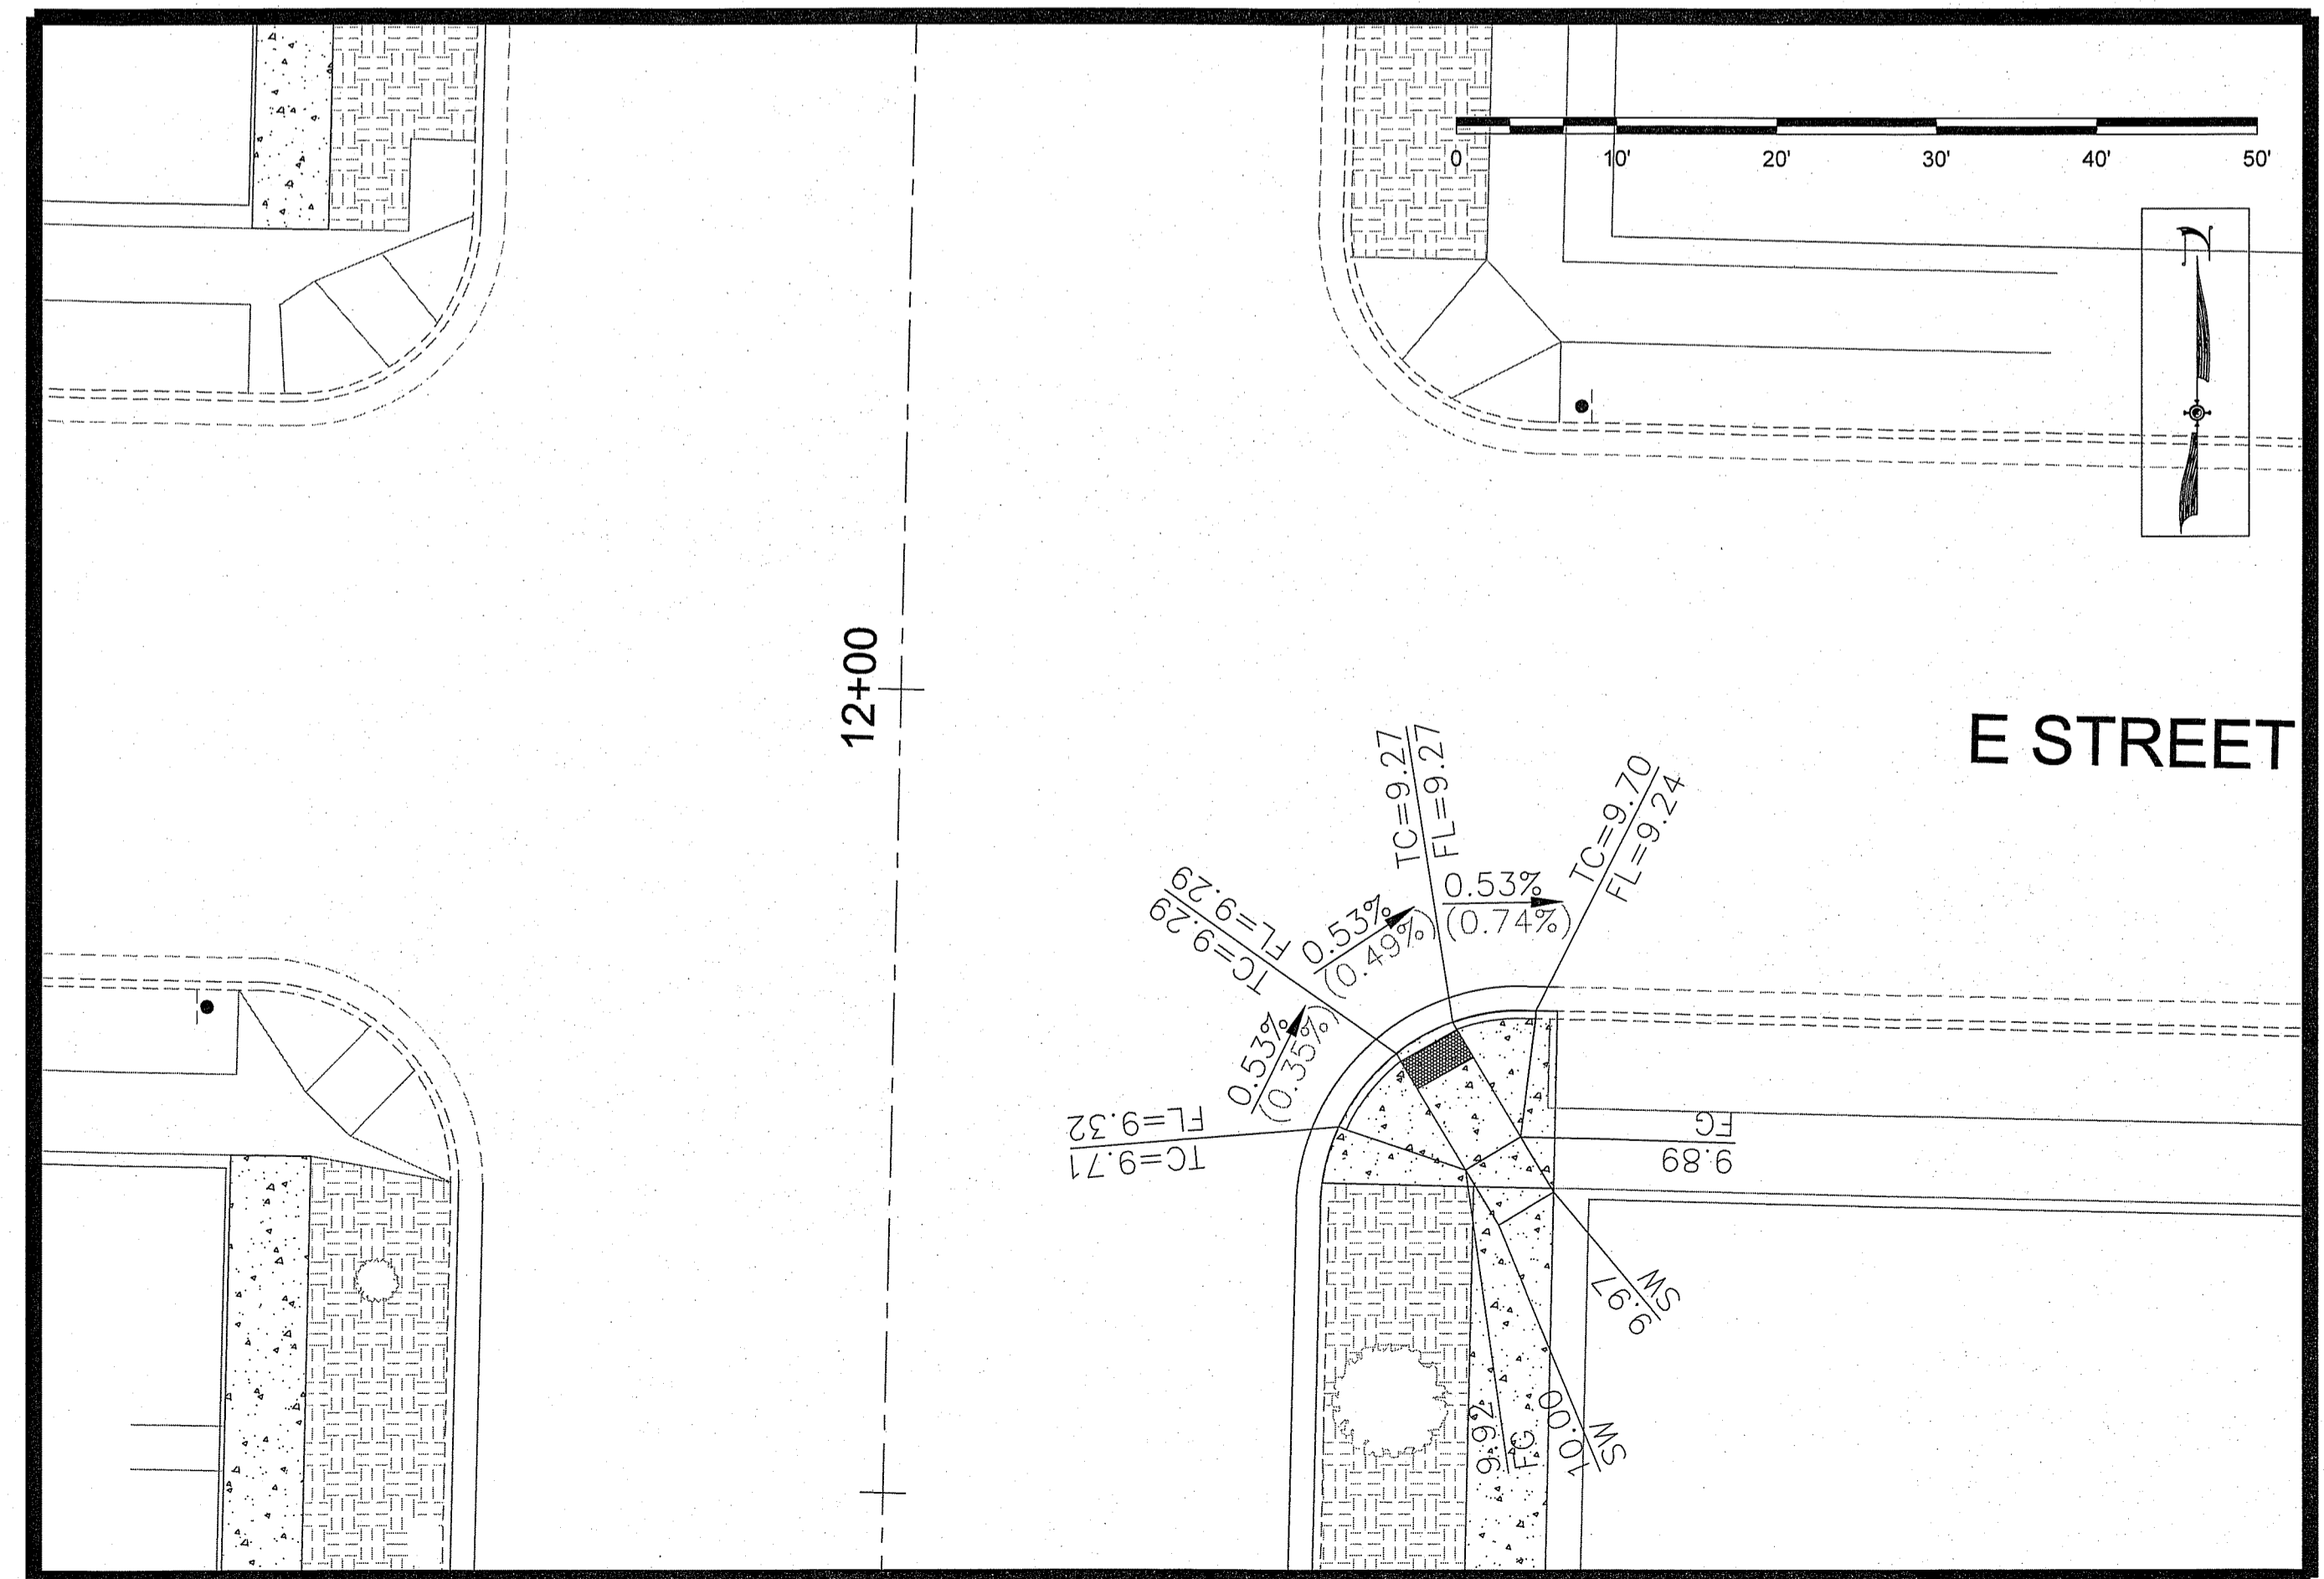 0 10' 20' 30' 40' 50'
12+00
E STREET
TC=9.27
FL=9.27
TC=9.70
FL=9.24
0.53%
(0.74%)
TC=9.29
FL=9.29
0.53%
(0.49%)
0.53%
(0.35%)
TC=9.71
FL=9.32
9.89
FG
9.97
SW
10.00
SW
9.92
FG